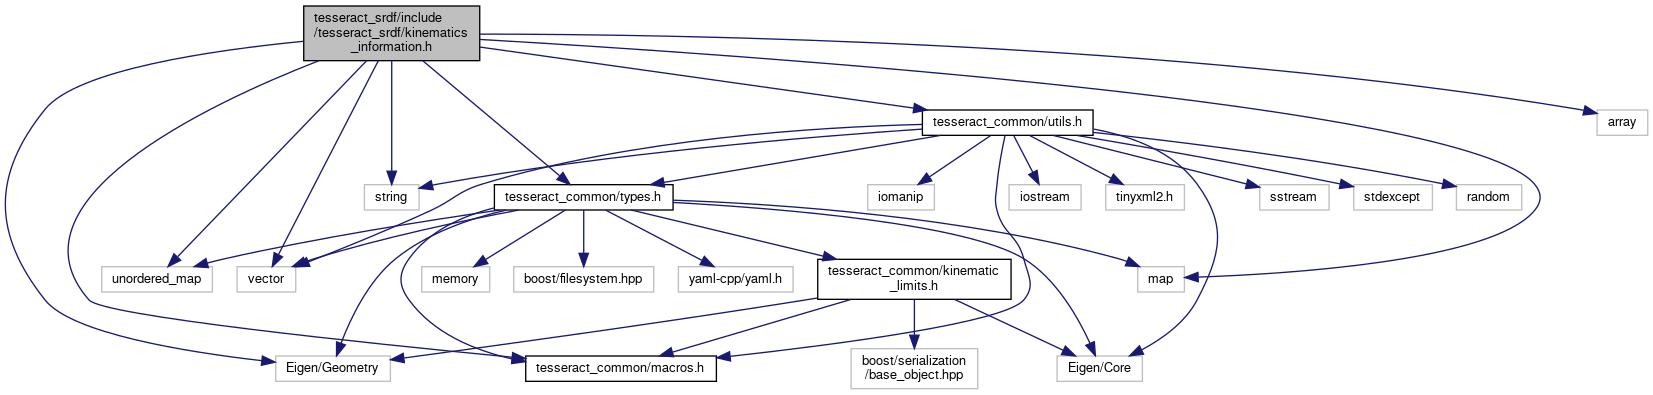 tesseract_srdf/include
/tesseract_srdf/kinematics
_information.h
tesseract_common/utils.h
array
string
tesseract_common/types.h
iomanip
iostream
tinyxml2.h
sstream
stdexcept
random
unordered_map
vector
memory
boost/filesystem.hpp
yaml-cpp/yaml.h
tesseract_common/kinematic
_limits.h
map
Eigen/Geometry
tesseract_common/macros.h
boost/serialization
/base_object.hpp
Eigen/Core